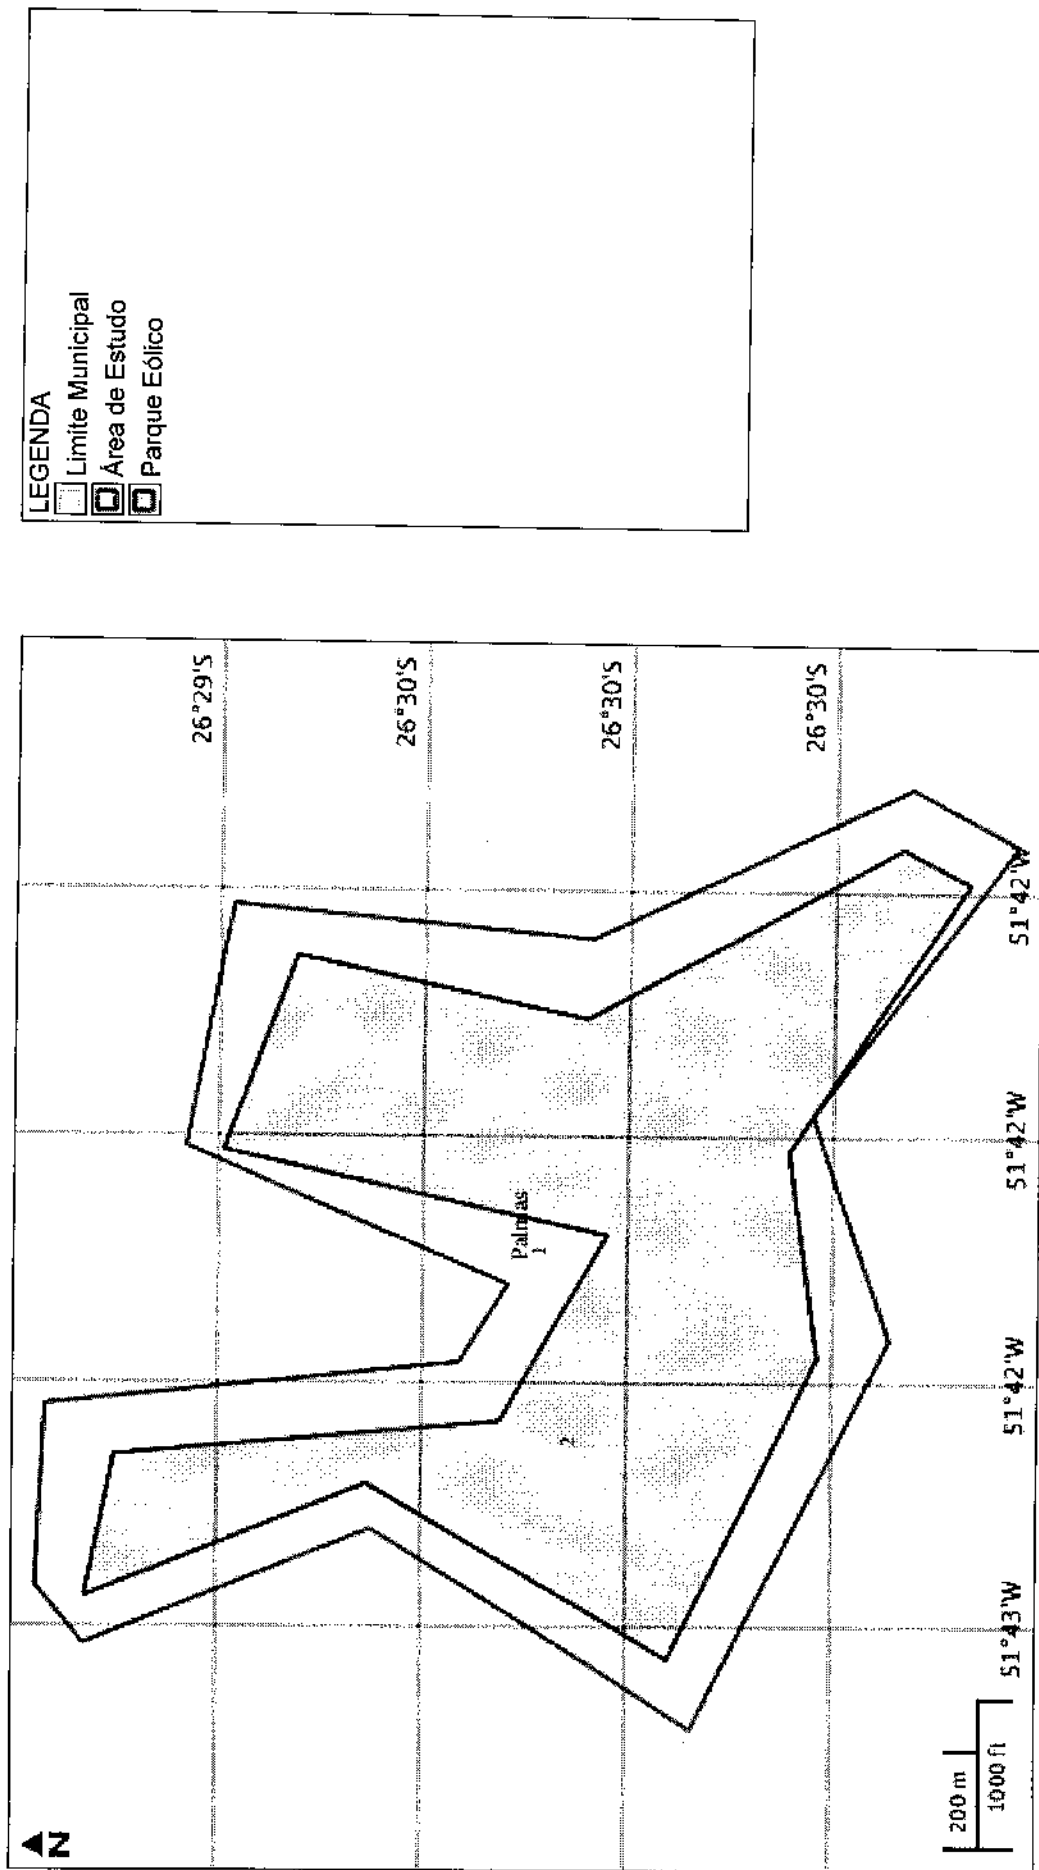 LEGENDA
Limite Municipal
Área de Estudo
Parque Eólico
N
26°29'S
26°30'S
26°30'S
26°30'S
Palmas
1
2
51°43'W
51°42'W
51°42'W
51°42'W
200 m
1000 ft